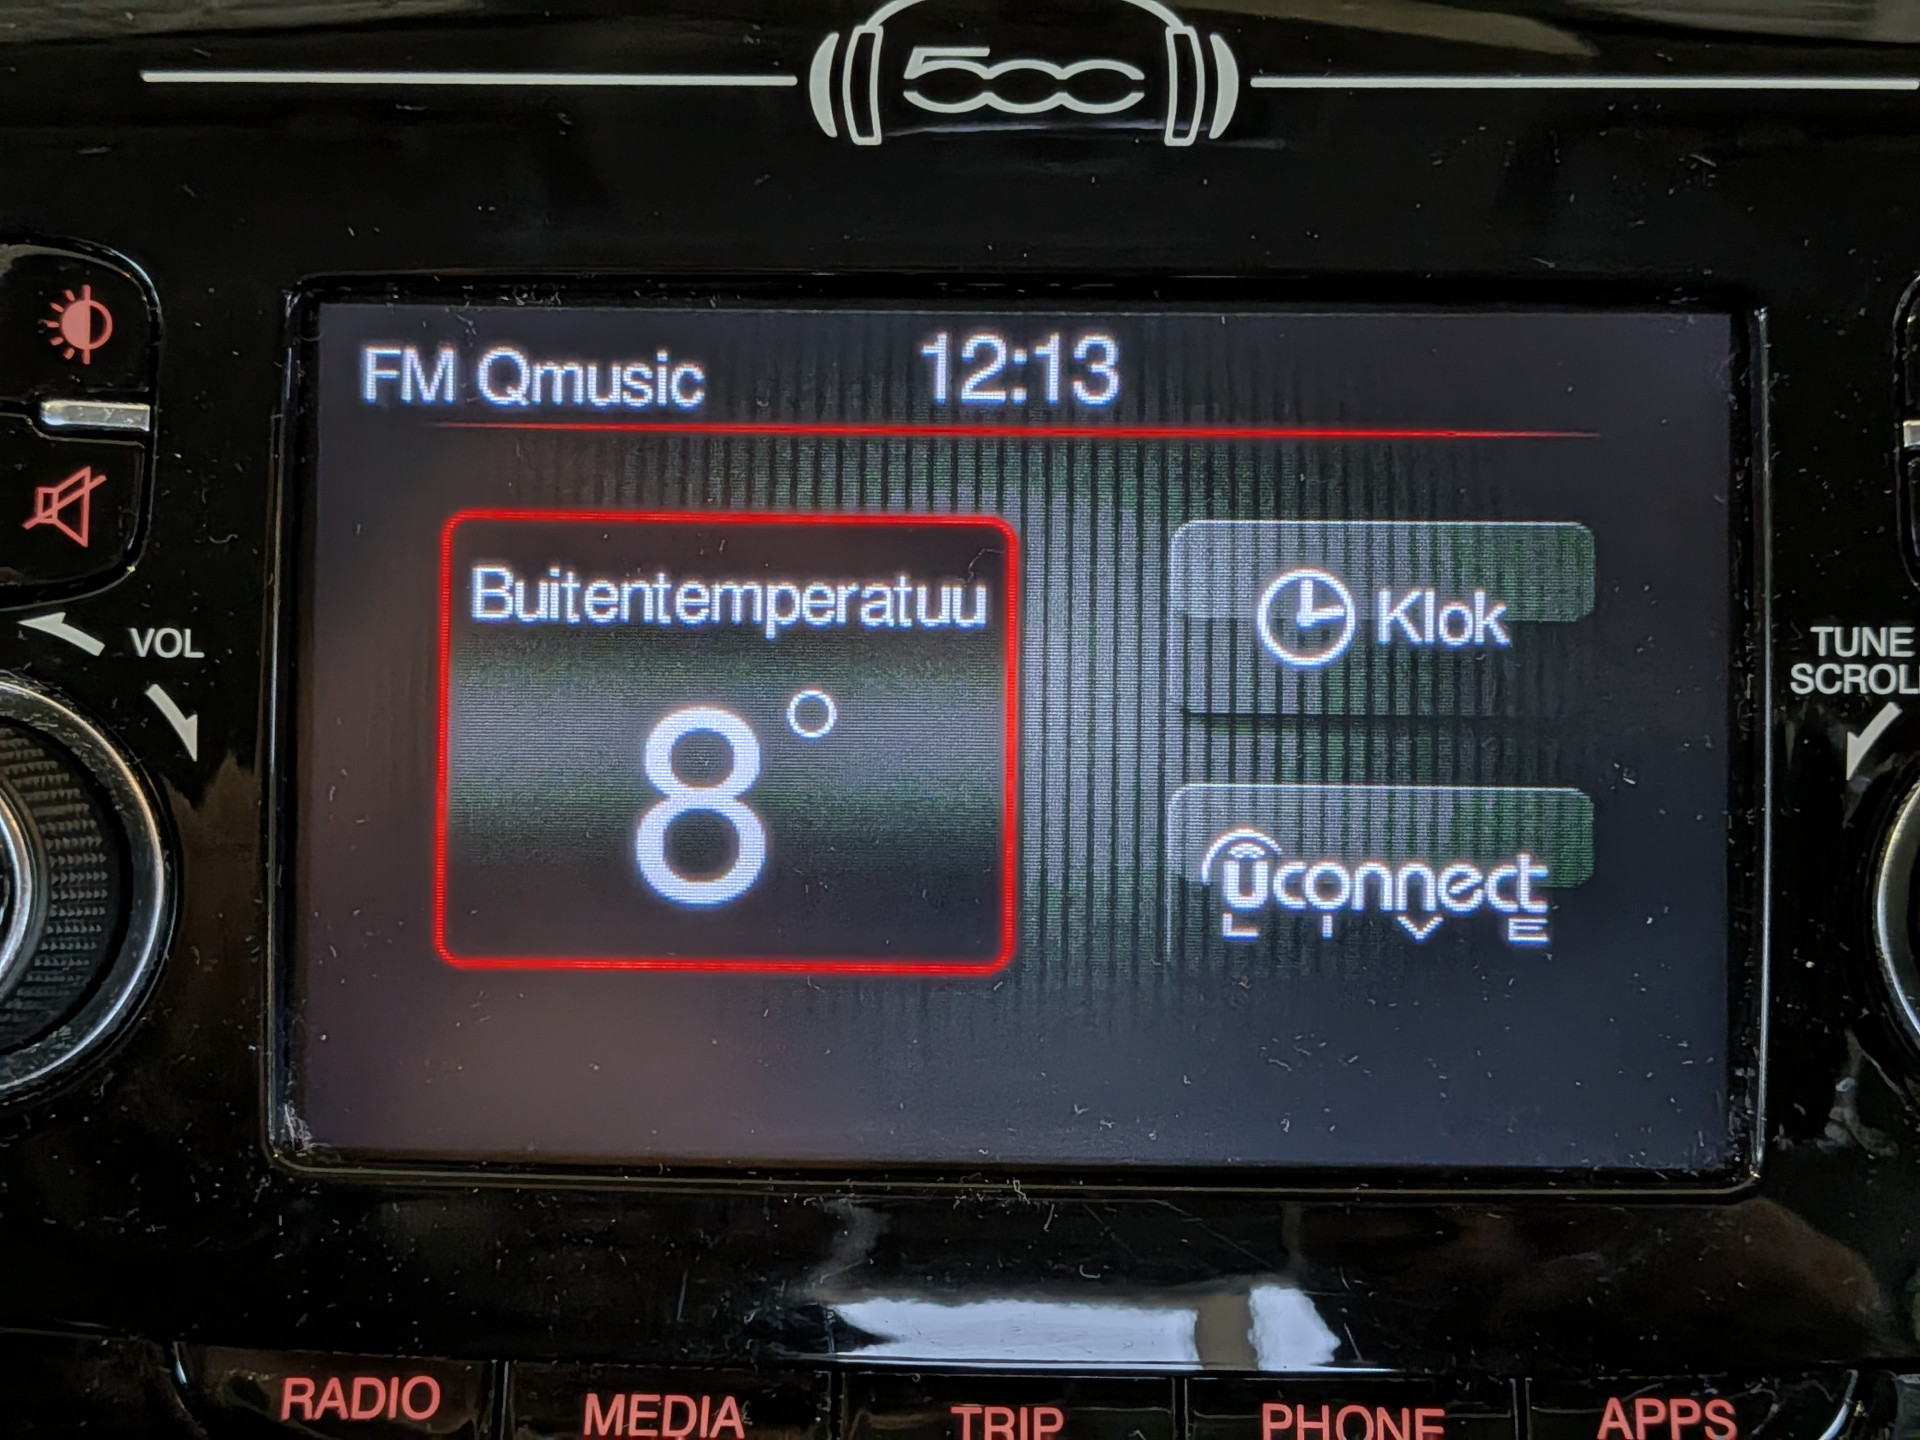 500
FM Qmusic 12:13
Buitentemperatuu
8°
Klok
uconnect
LIVE
VOL
TUNE
SCROLL
RADIO MEDIA TRIP PHONE APPS